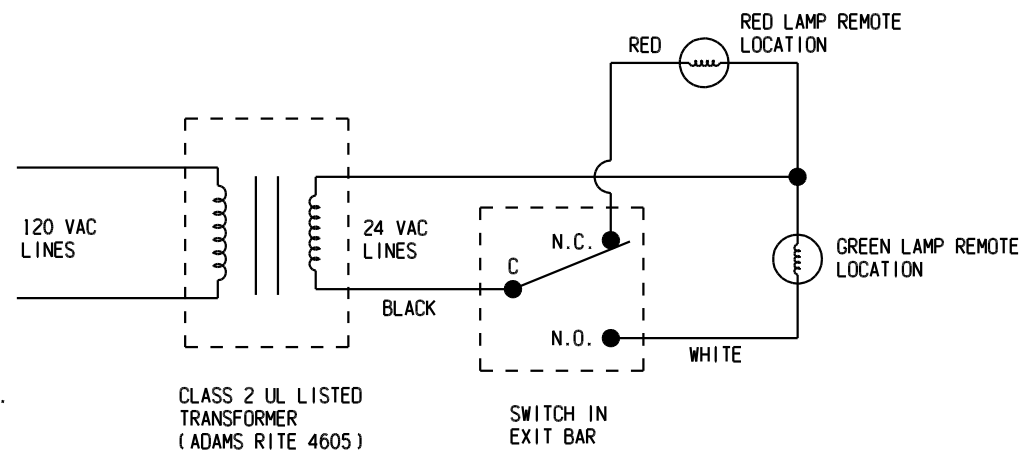 RED LAMP REMOTE
LOCATION
RED
120 VAC
LINES
24 VAC
LINES
N.C.
C
GREEN LAMP REMOTE
LOCATION
BLACK
N.O.
WHITE
.
CLASS 2 UL LISTED
TRANSFORMER
(ADAMS RITE 4605)
SWITCH IN
EXIT BAR